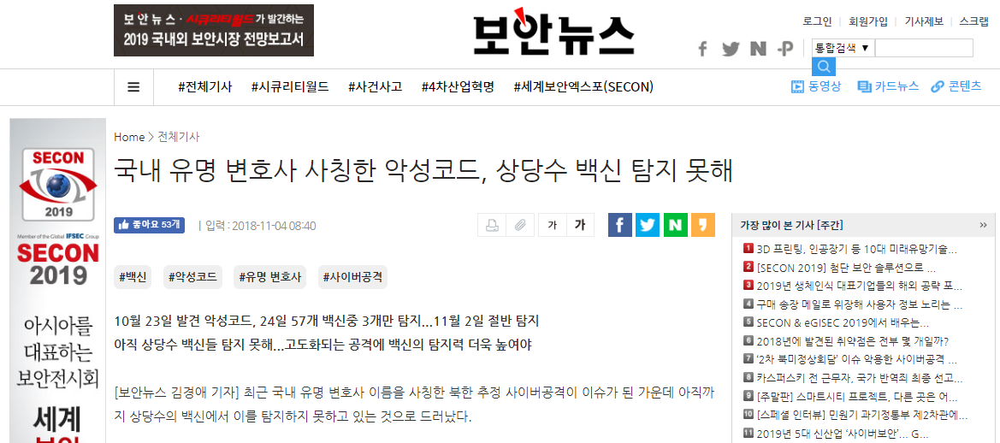 보안뉴스·시큐리티월드가 발간하는
2019 국내외 보안시장 전망보고서
보안뉴스
로그인 | 회원가입 | 기사제보 | 스크랩
통합검색 ▼
#전체기사 #시큐리티월드 #사건사고 #4차산업혁명 #세계보안엑스포(SECON)
동영상 카드뉴스 콘텐츠
SECON
2019
Member of the Global IFSEC Group
SECON
2019
아시아를
대표하는
보안전시회
세계
Home > 전체기사
국내 유명 변호사 사칭한 악성코드, 상당수 백신 탐지 못해
좋아요 53개 | 입력 : 2018-11-04 08:40
가 가
#백신 #악성코드 #유명 변호사 #사이버공격
10월 23일 발견 악성코드, 24일 57개 백신중 3개만 탐지...11월 2일 절반 탐지
아직 상당수 백신들 탐지 못해...고도화되는 공격에 백신의 탐지력 더욱 높여야
[보안뉴스 김경애 기자] 최근 국내 유명 변호사 이름을 사칭한 북한 추정 사이버공격이 이슈가 된 가운데 아직까
지 상당수의 백신에서 이를 탐지하지 못하고 있는 것으로 드러났다.
가장 많이 본 기사 [주간] »
1 3D 프린팅, 인공장기 등 10대 미래유망기술...
2 [SECON 2019] 첨단 보안 솔루션으로 ...
3 2019년 생체인식 대표기업들의 해외 공략 포...
4 구매 송장 메일로 위장해 사용자 정보 노리는 ...
5 SECON & eGISEC 2019에서 배우는...
6 2018년에 발견된 취약점은 전부 몇 개일까?
7 ‘2차 북미정상회담’ 이슈 악용한 사이버공격 ...
8 카스퍼스키 전 근무자, 국가 반역죄 최종 선고...
9 [주말판] 스마트시티 프로젝트, 다른 곳은 어...
10 [스페셜 인터뷰] 민원기 과기정통부 제2차관에...
11 2019년 5대 신산업 ‘사이버보안’... G...